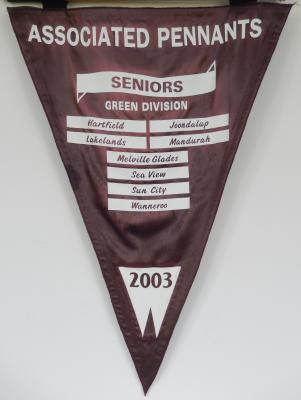 ASSOCIATED PENNANTS
SENIORS
GREEN DIVISION
Hartfield Joondalup
Lakelands Mandurah
Melville Glades
Sea View
Sun City
Wanneroo
2003